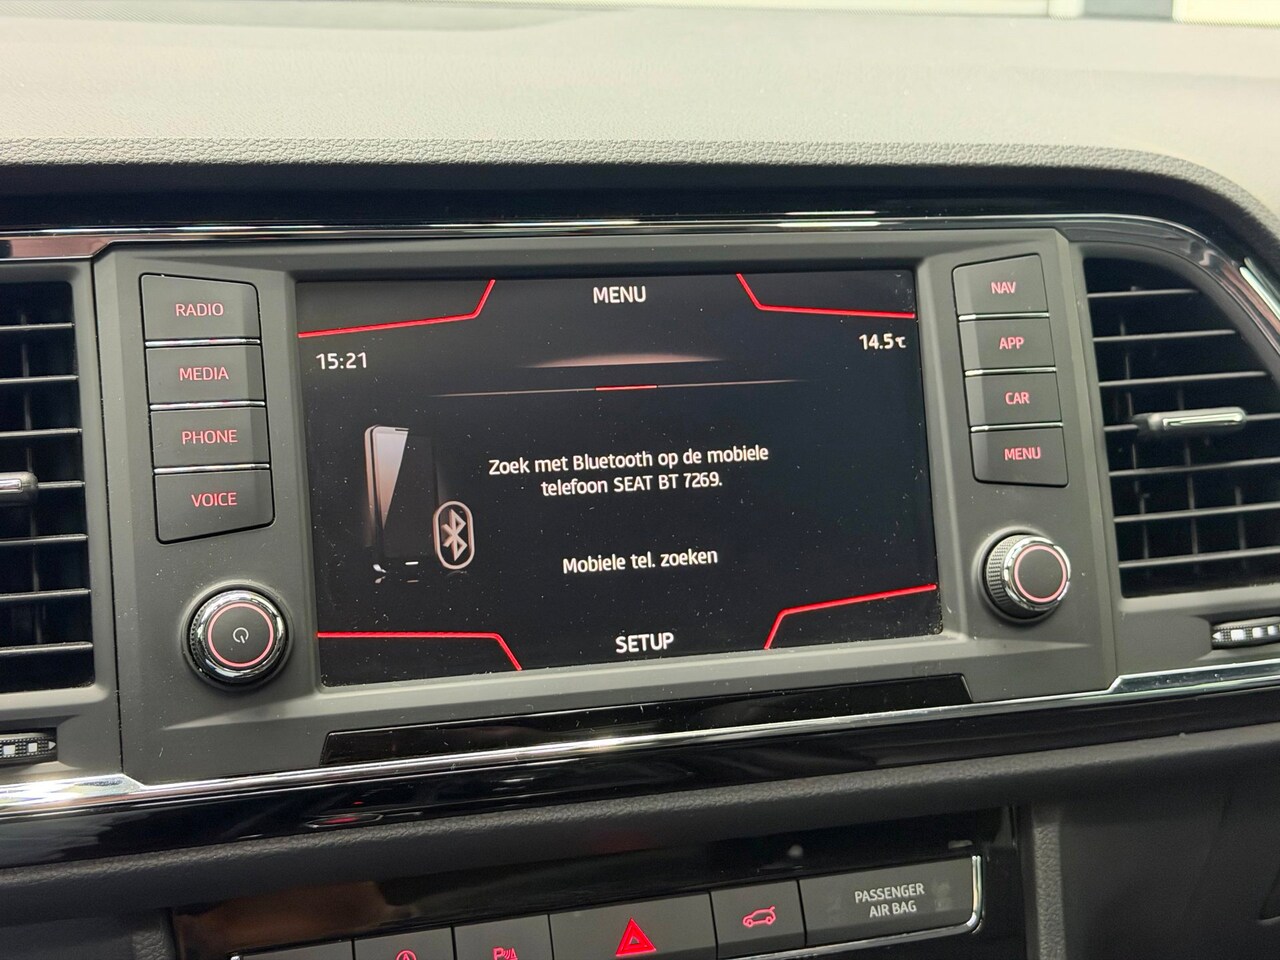 MENU
15:21
14.5℃
Zoek met Bluetooth op de mobiele
telefoon SEAT BT 7269.
Mobiele tel. zoeken
SETUP
RADIO
MEDIA
PHONE
VOICE
NAV
APP
CAR
MENU
PASSENGER
AIR BAG
P